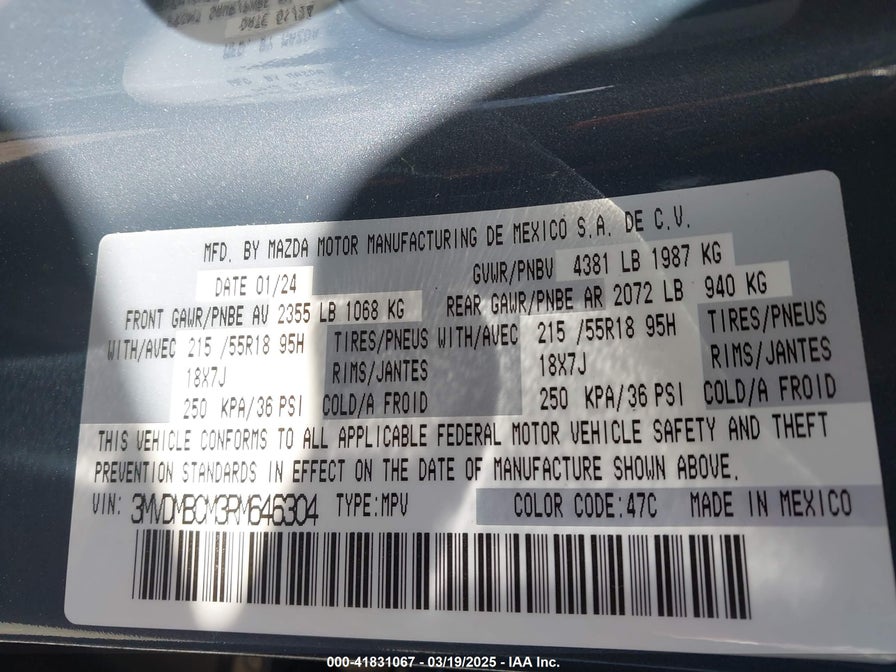 MFD. BY MAZDA MOTOR MANUFACTURING DE MEXICO S.A. DE C.V.
DATE 01/24 GVWR/PNBV 4381 LB 1987 KG
FRONT GAWR/PNBE AV 2355 LB 1068 KG REAR GAWR/PNBE AR 2072 LB 940 KG
WITH/AVEC 215 /55R18 95H TIRES/PNEUS WITH/AVEC 215 /55R18 95H TIRES/PNEUS
18X7J RIMS/JANTES 18X7J RIMS/JANTES
250 KPA/36 PSI COLD/A FROID 250 KPA/36 PSI COLD/A FROID
THIS VEHICLE CONFORMS TO ALL APPLICABLE FEDERAL MOTOR VEHICLE SAFETY AND THEFT
PREVENTION STANDARDS IN EFFECT ON THE DATE OF MANUFACTURE SHOWN ABOVE.
VIN: 3MVDMBCM3RM646304 TYPE:MPV COLOR CODE:47C MADE IN MEXICO
000-41831067 - 03/19/2025 - IAA Inc.